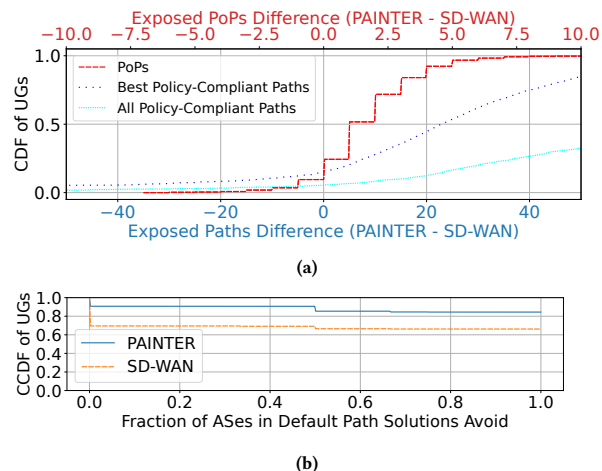 Exposed PoPs Difference (PAINTER - SD-WAN)
−10.0 −7.5 −5.0 −2.5 0.0 2.5 5.0 7.5 10.0
1.0
0.5
0.0
CDF of UGs
PoPs
Best Policy-Compliant Paths
All Policy-Compliant Paths
−40 −20 0 20 40
Exposed Paths Difference (PAINTER - SD-WAN)
(a)
1.0
0.8
0.6
0.4
0.2
0.0
CCDF of UGs
PAINTER
SD-WAN
0.0 0.2 0.4 0.6 0.8 1.0
Fraction of ASes in Default Path Solutions Avoid
(b)